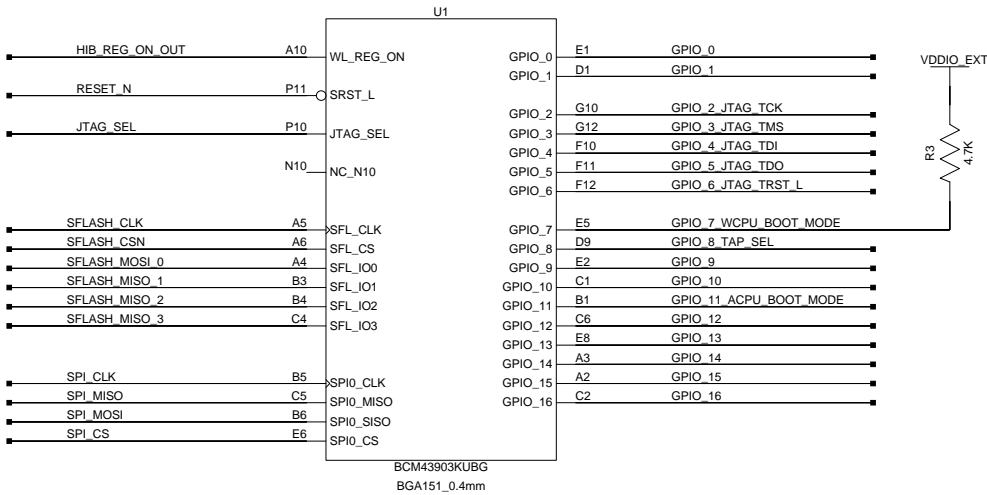 U1
HIB_REG_ON_OUT A10 WL_REG_ON GPIO_0 E1 GPIO_0
GPIO_1 D1 GPIO_1
VDDIO_EXT
RESET_N P11 SRST_L
GPIO_2 G10 GPIO_2_JTAG_TCK
JTAG_SEL P10 JTAG_SEL GPIO_3 G12 GPIO_3_JTAG_TMS
GPIO_4 F10 GPIO_4_JTAG_TDI
R3 4.7K
N10 NC_N10 GPIO_5 F11 GPIO_5_JTAG_TDO
GPIO_6 F12 GPIO_6_JTAG_TRST_L
SFLASH_CLK A5 SFL_CLK GPIO_7 E5 GPIO_7_WCPU_BOOT_MODE
SFLASH_CSN A6 SFL_CS GPIO_8 D9 GPIO_8_TAP_SEL
SFLASH_MOSI_0 A4 SFL_IO0 GPIO_9 E2 GPIO_9
SFLASH_MISO_1 B3 SFL_IO1 GPIO_10 C1 GPIO_10
SFLASH_MISO_2 B4 SFL_IO2 GPIO_11 B1 GPIO_11_ACPU_BOOT_MODE
SFLASH_MISO_3 C4 SFL_IO3 GPIO_12 C6 GPIO_12
GPIO_13 E8 GPIO_13
GPIO_14 A3 GPIO_14
SPI_CLK B5 SPI0_CLK GPIO_15 A2 GPIO_15
SPI_MISO C5 SPI0_MISO GPIO_16 C2 GPIO_16
SPI_MOSI B6 SPI0_SISO
SPI_CS E6 SPI0_CS
BCM43903KUBG
BGA151_0.4mm